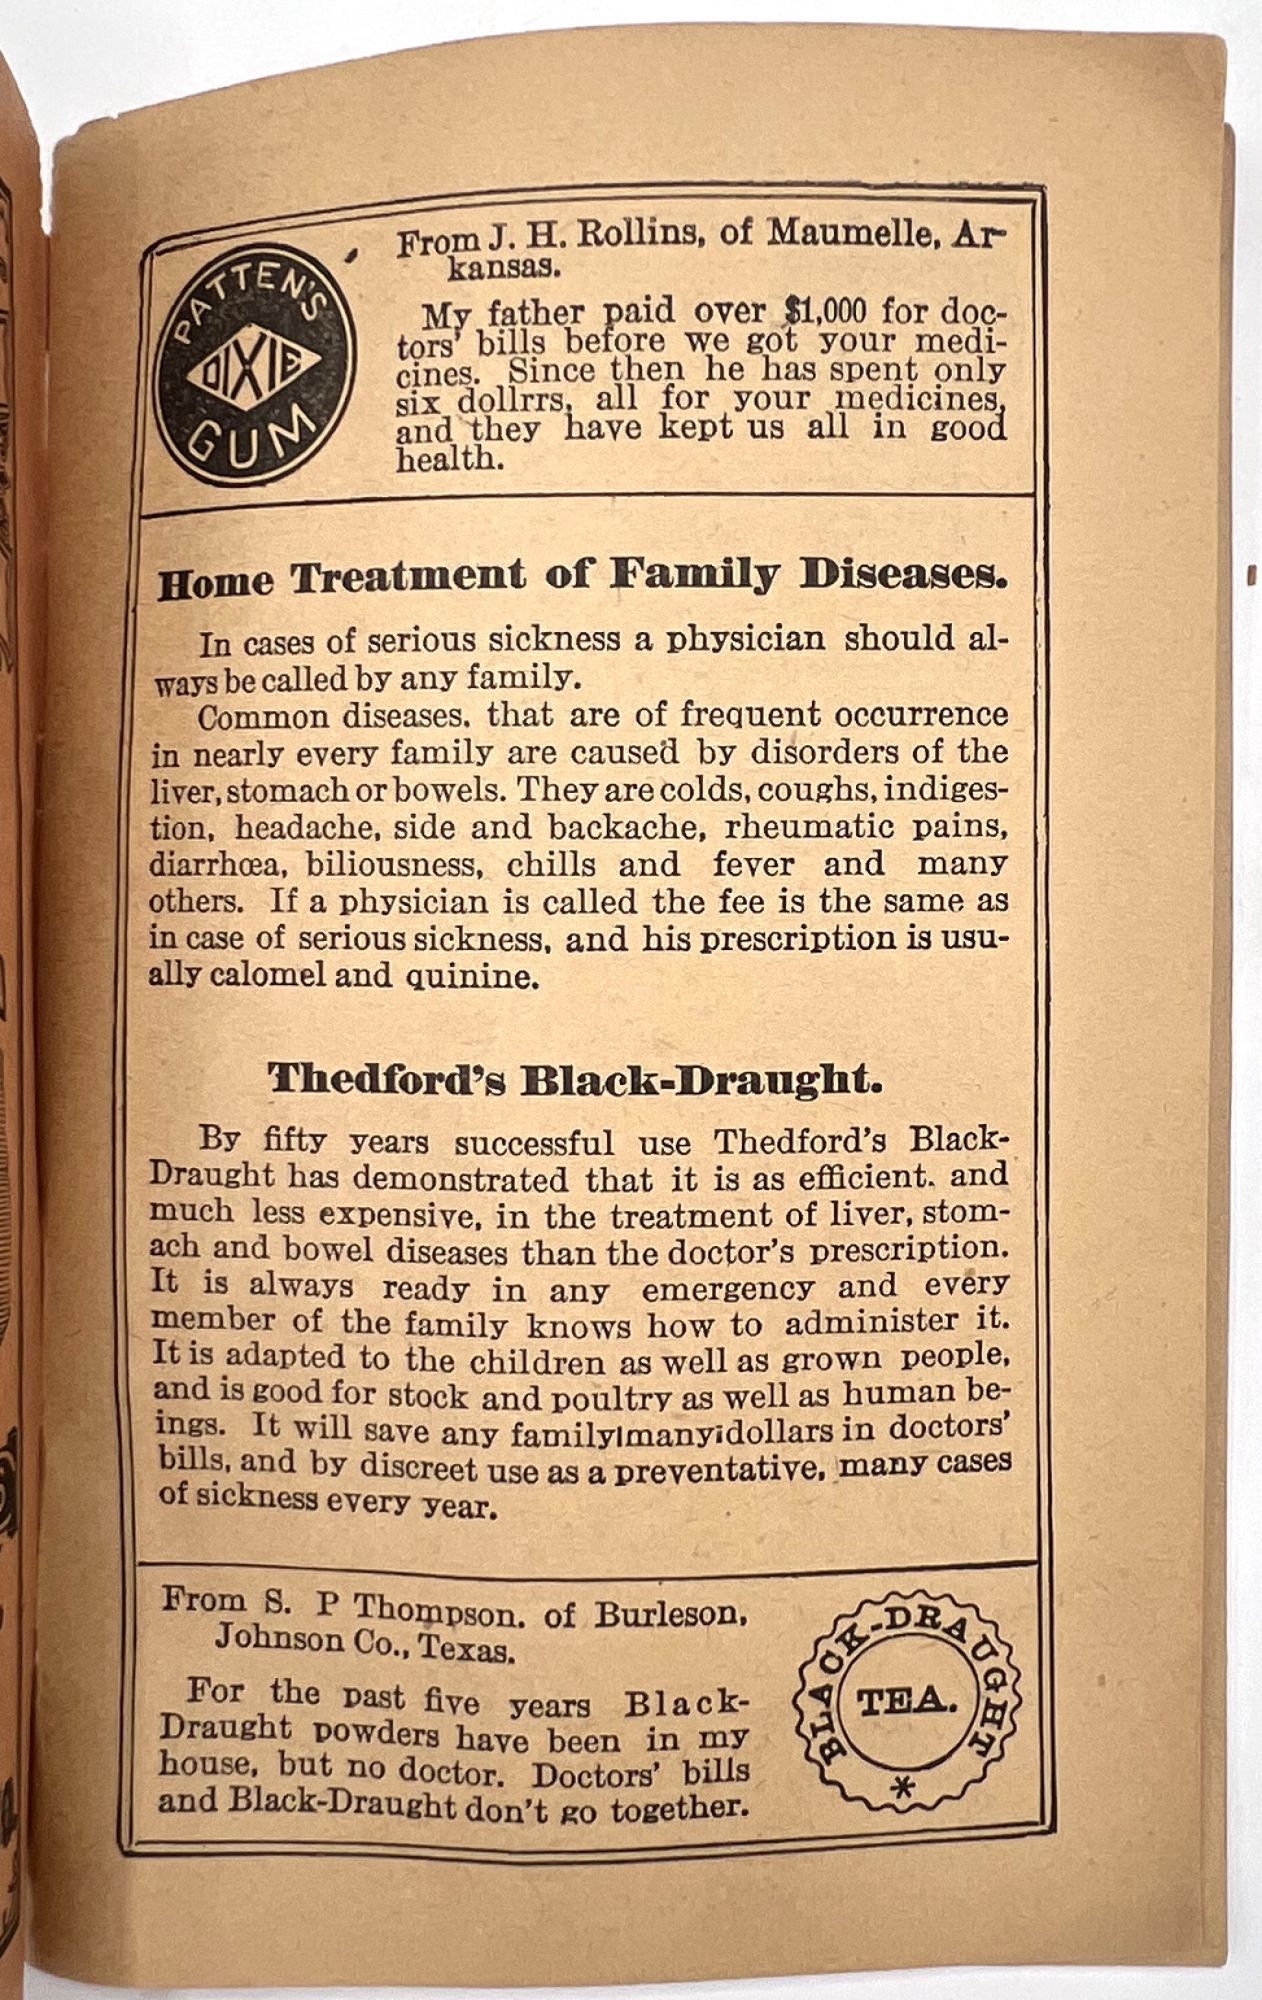 PATTEN'S
DIXIE
GUM
From J. H. Rollins, of Maumelle, Ar-
kansas.
My father paid over $1,000 for doc-
tors' bills before we got your medi-
cines. Since then he has spent only
six dollrrs, all for your medicines,
and they have kept us all in good
health.
Home Treatment of Family Diseases.
In cases of serious sickness a physician should al-
ways be called by any family.
Common diseases, that are of frequent occurrence
in nearly every family are caused by disorders of the
liver, stomach or bowels. They are colds, coughs, indiges-
tion, headache, side and backache, rheumatic pains,
diarrhœa, biliousness, chills and fever and many
others. If a physician is called the fee is the same as
in case of serious sickness, and his prescription is usu-
ally calomel and quinine.
Thedford's Black-Draught.
By fifty years successful use Thedford's Black-
Draught has demonstrated that it is as efficient, and
much less expensive, in the treatment of liver, stom-
ach and bowel diseases than the doctor's prescription.
It is always ready in any emergency and every
member of the family knows how to administer it.
It is adapted to the children as well as grown people,
and is good for stock and poultry as well as human be-
ings. It will save any family many dollars in doctors'
bills, and by discreet use as a preventative, many cases
of sickness every year.
From S. P Thompson, of Burleson,
Johnson Co., Texas.
For the past five years Black-
Draught powders have been in my
house, but no doctor. Doctors' bills
and Black-Draught don't go together.
BLACK-DRAUGHT
TEA.
*